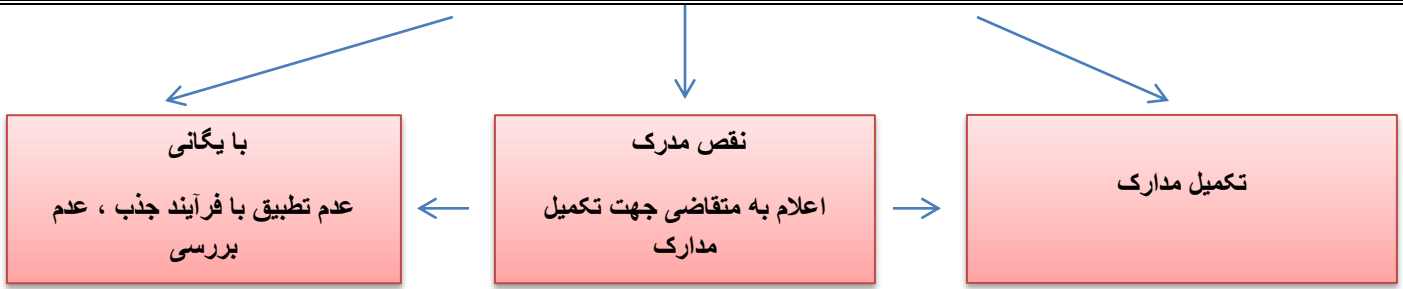 تکمیل مدارک
نقص مدرک
اعلام به متقاضی جهت تکمیل
مدارک
با یگانی
عدم تطبیق با فرآیند جذب ، عدم
بررسی